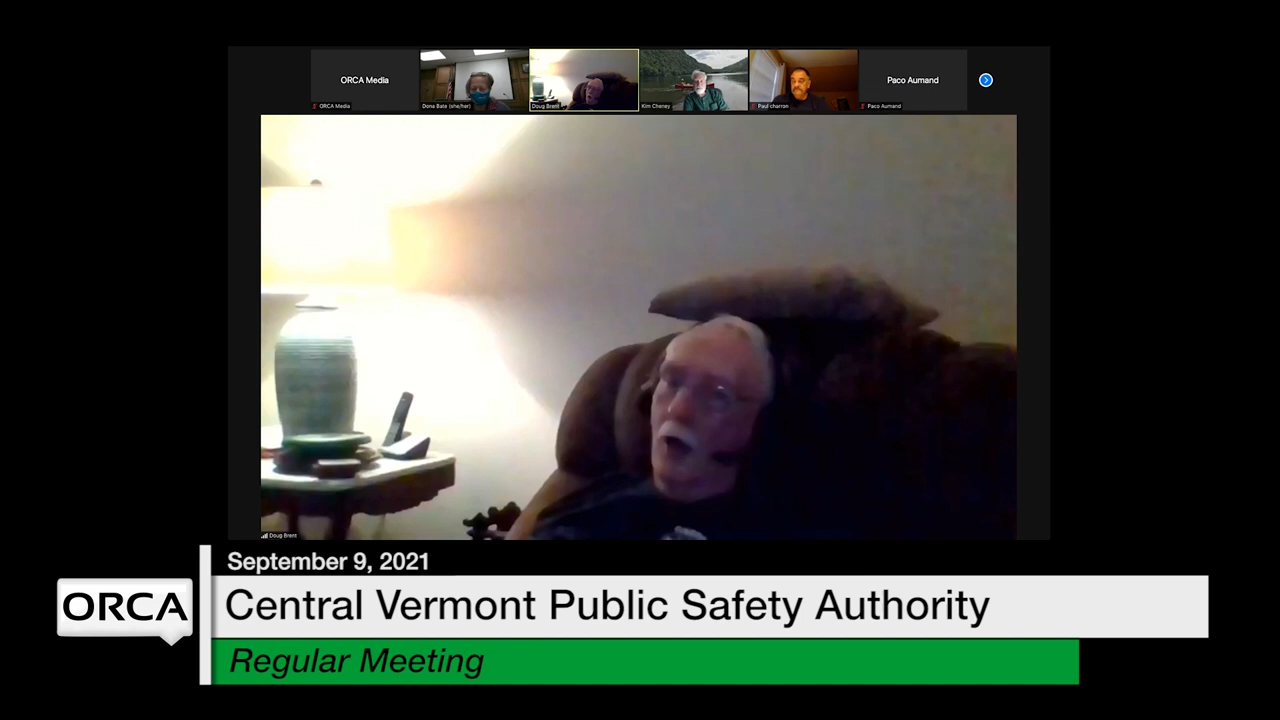 ORCA Media
Paco Aumand
ORCA Media
Dona Bate (she/her)
Doug Brent
Kim Cheney
Paul charron
Paco Aumand
Doug Brent
September 9, 2021
ORCA
Central Vermont Public Safety Authority
Regular Meeting